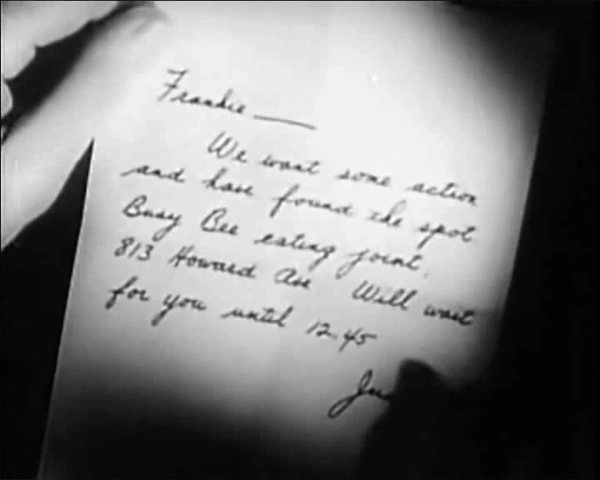 Frankie ——
We want some action
and have found the spot
Busy Bee eating joint.
813 Howard Ave Will wait
for you until 12.45